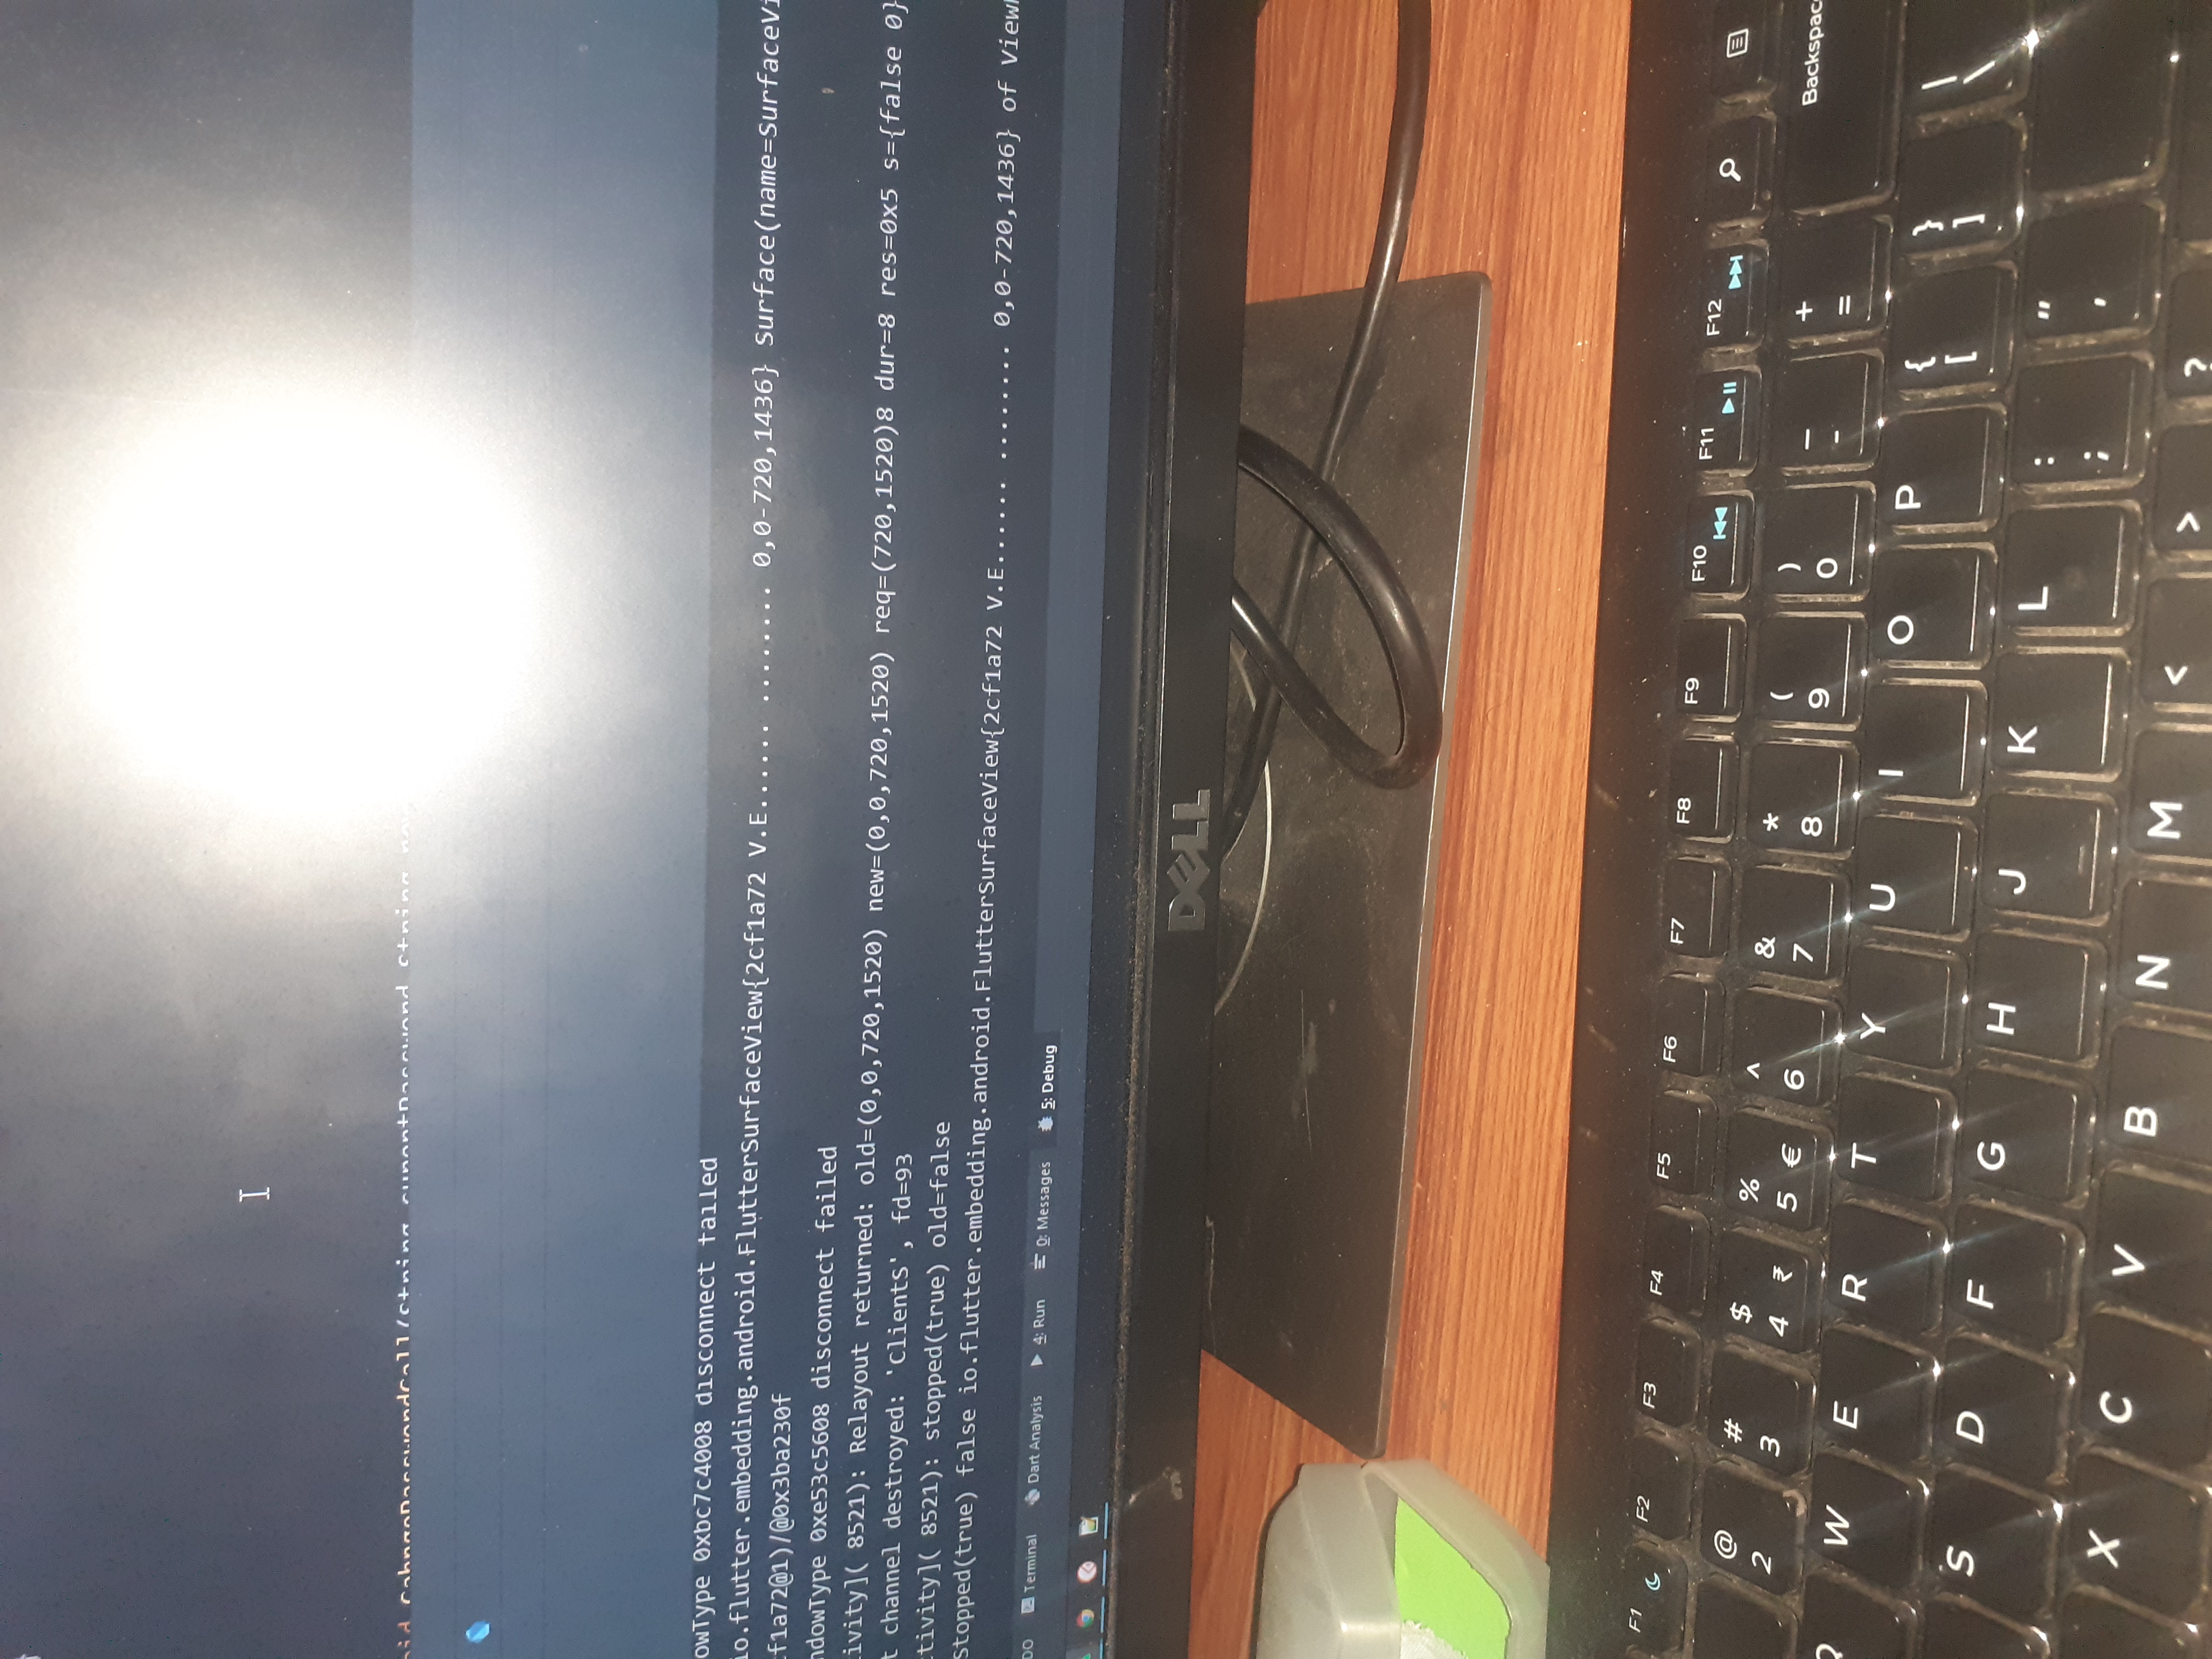 owType 0xbc7c4008 disconnect failed
io.flutter.embedding.android.FlutterSurfaceView{2cf1a72 V.E...... ........ 0,0-720,1436} Surface(name=SurfaceVi
cf1a72@1)/@0x3ba230f
ndowType 0xe53c5608 disconnect failed
tivity]( 8521): Relayout returned: old=(0,0,720,1520) new=(0,0,720,1520) req=(720,1520)8 dur=8 res=0x5 s={false 0}
t channel destroyed: 'ClientS', fd=93
ctivity]( 8521): stopped(true) old=false
Stopped(true) false io.flutter.embedding.android.FlutterSurfaceView{2cf1a72 V.E...... ........ 0,0-720,1436} of View
DO Terminal Dart Analysis 4: Run 0: Messages 5: Debug
DELL
F1 F2 F3 F4 F5 F6 F7 F8 F9 F10 F11 F12
@ # $ % ^ & * ( ) _ +
2 3 4 ₹ 5 € 6 7 8 9 0 - = Backspac
Q W E R T Y U I O P { } |
[ ] \
S D F G H J K L : "
; '
X C V B N M < > ?